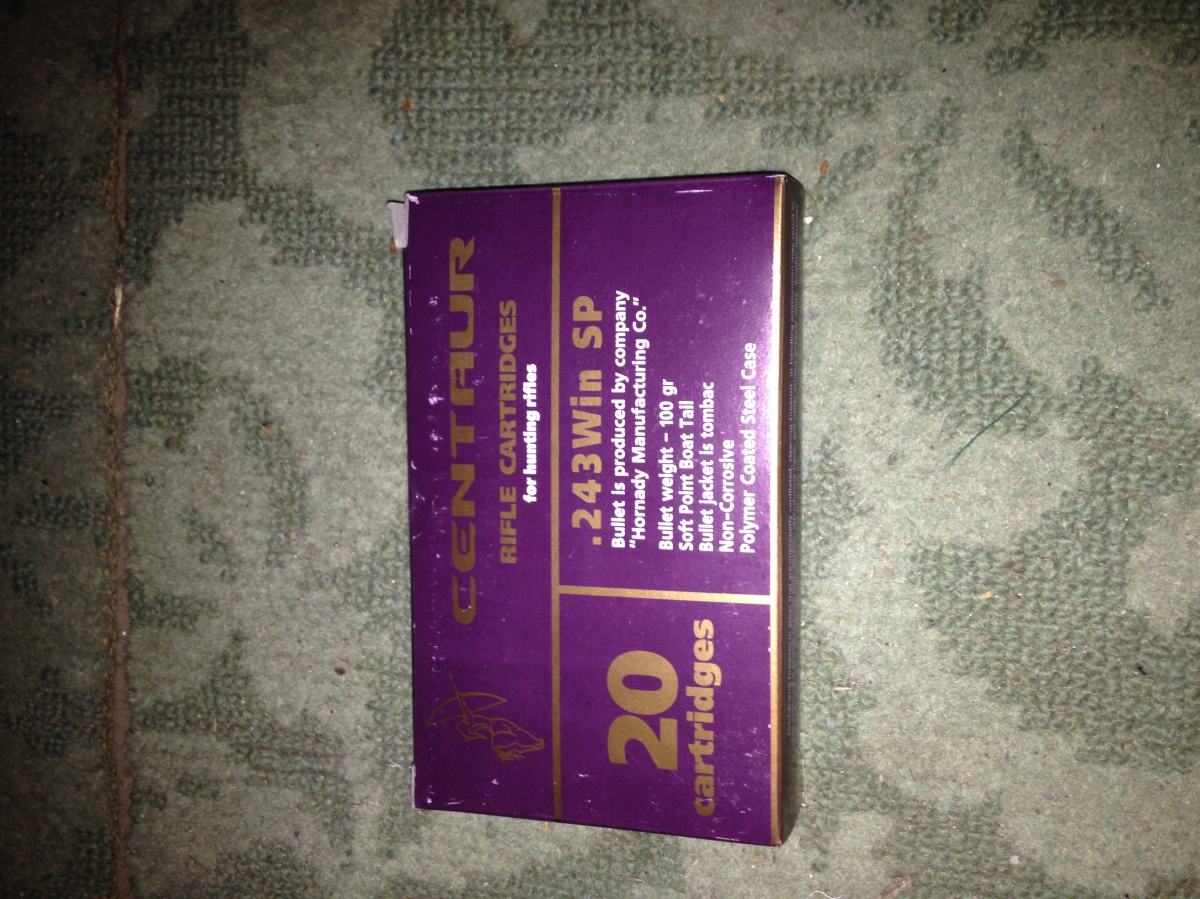 CENTAUR
RIFLE CARTRIDGES
for hunting rifles
.243Win SP
Bullet is produced by company
"Hornady Manufacturing Co."
Bullet weight – 100 gr
Soft Point Boat Tail
Bullet jacket is tombac
Non-Corrosive
Polymer Coated Steel Case
20
cartridges